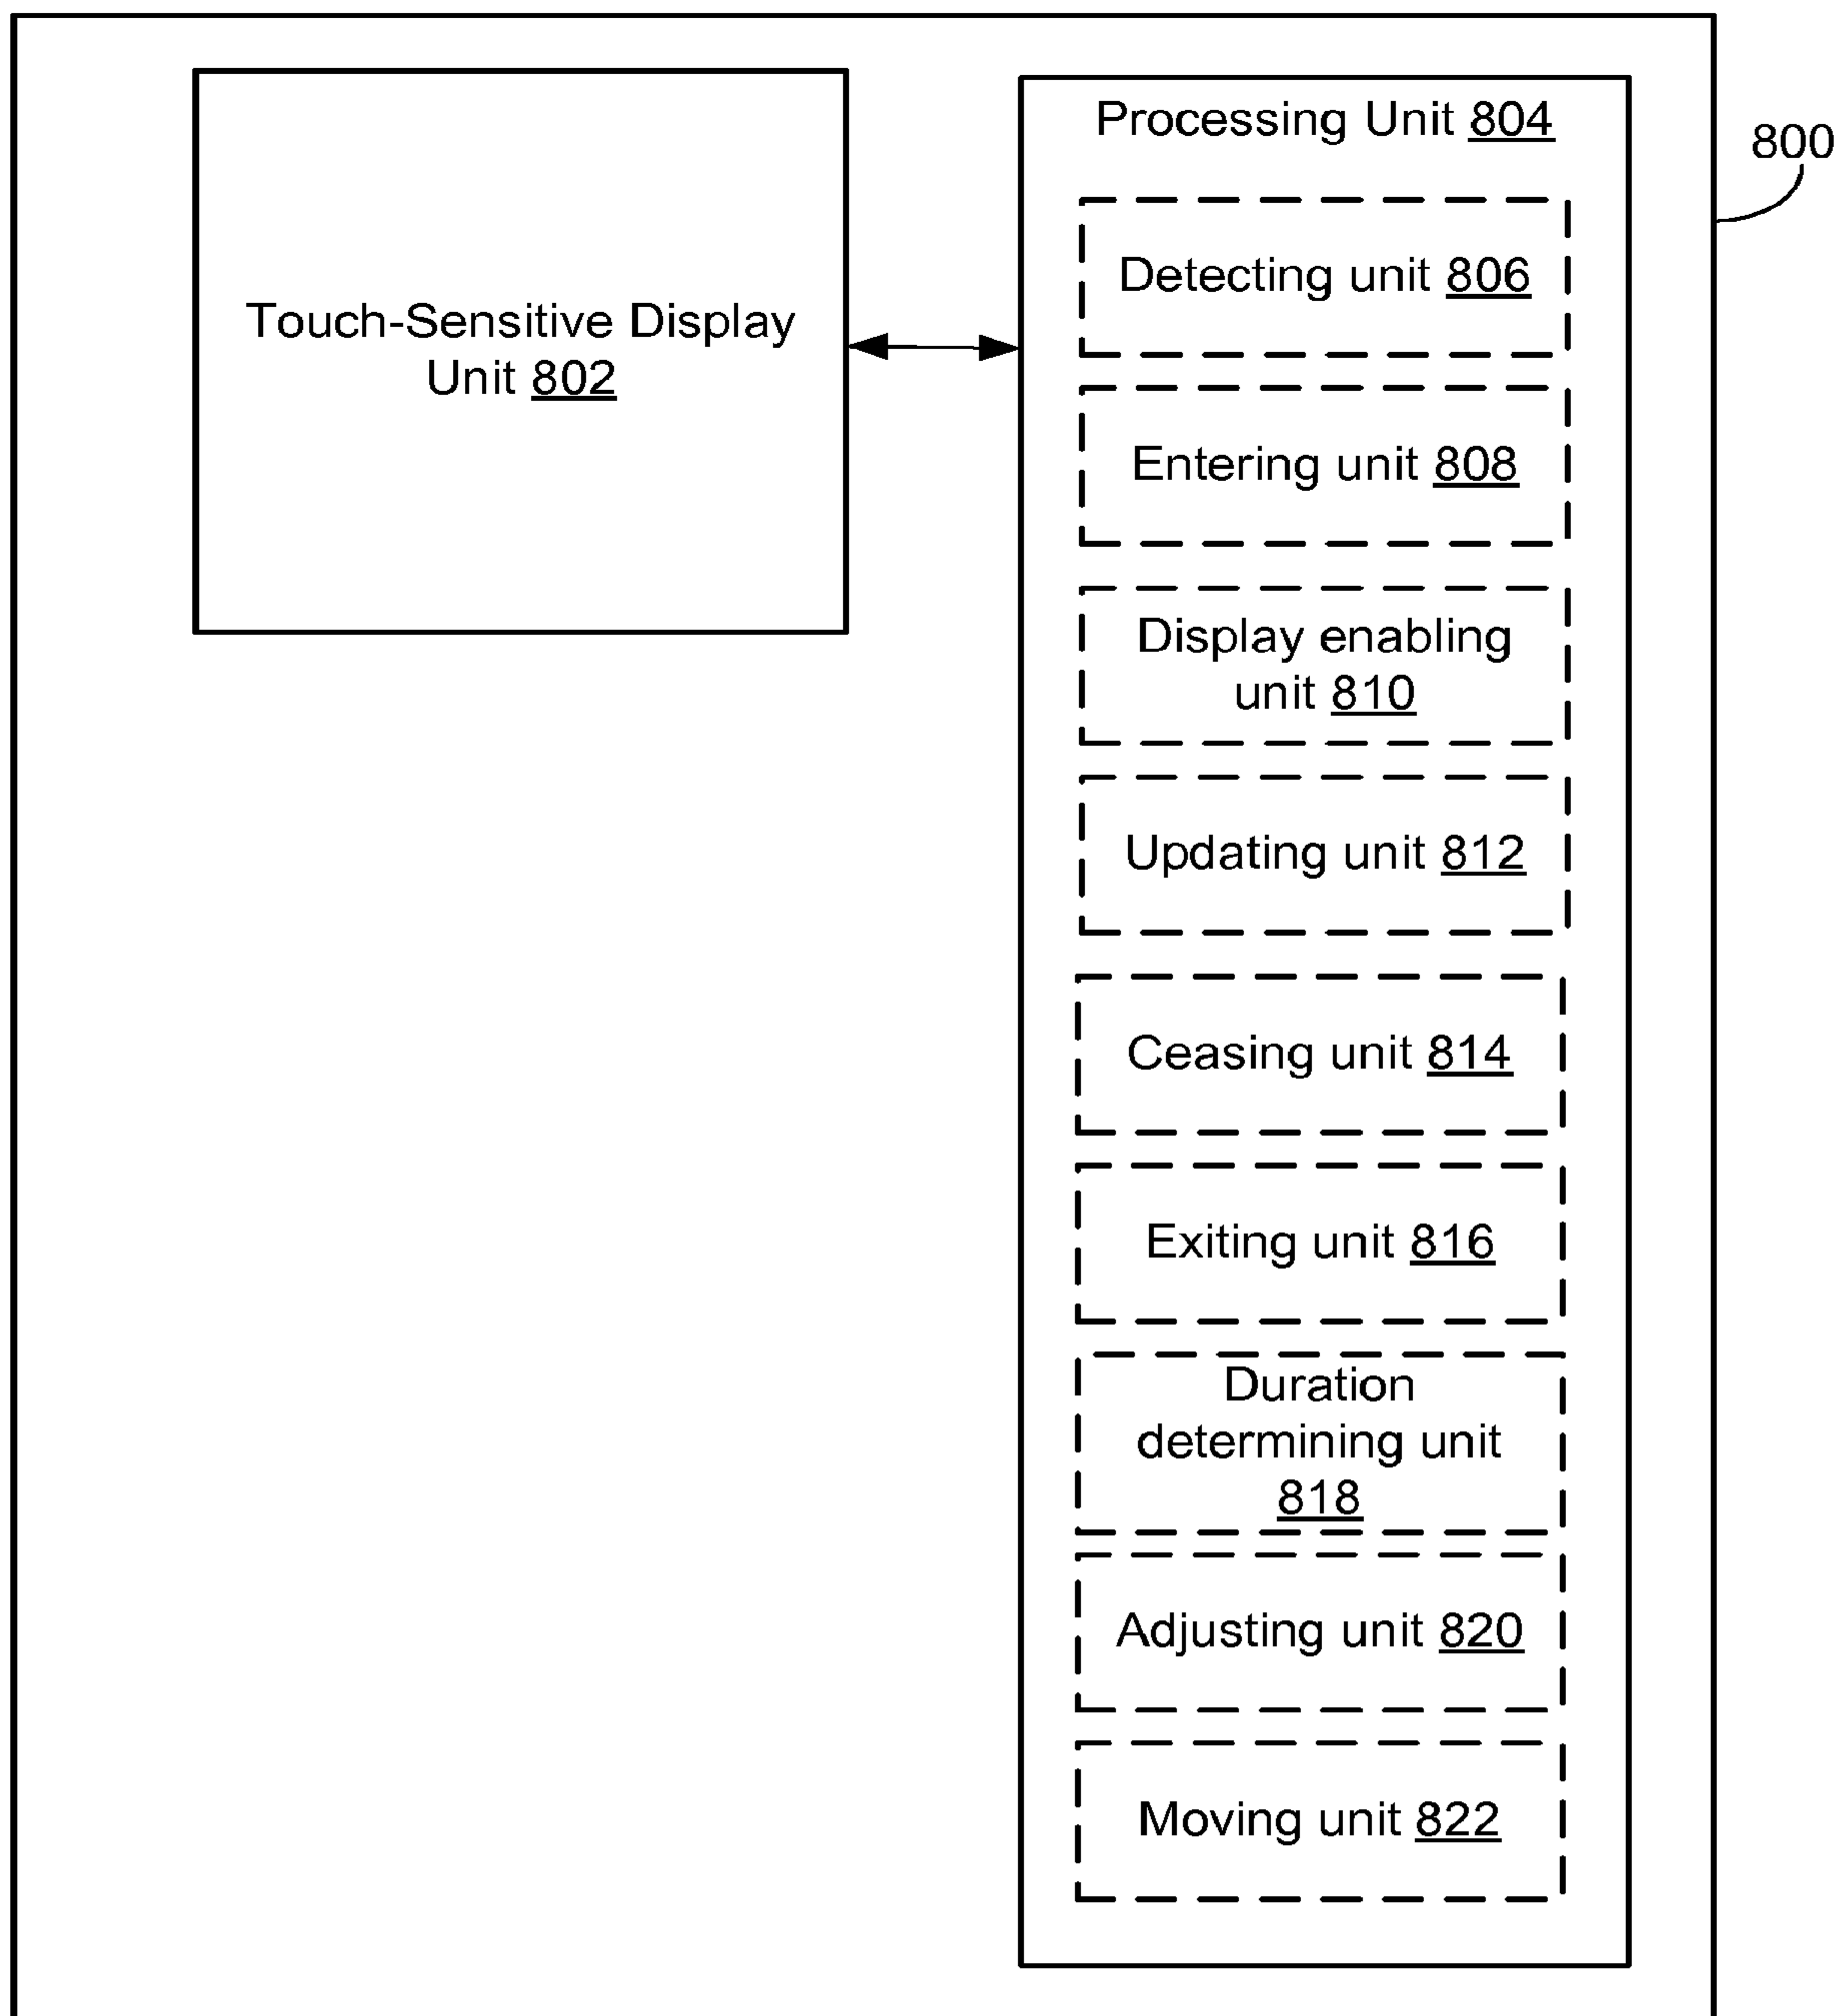 Touch-Sensitive Display
Unit 802
Processing Unit 804
800
Detecting unit 806
Entering unit 808
Display enabling
unit 810
Updating unit 812
Ceasing unit 814
Exiting unit 816
Duration
determining unit
818
Adjusting unit 820
Moving unit 822